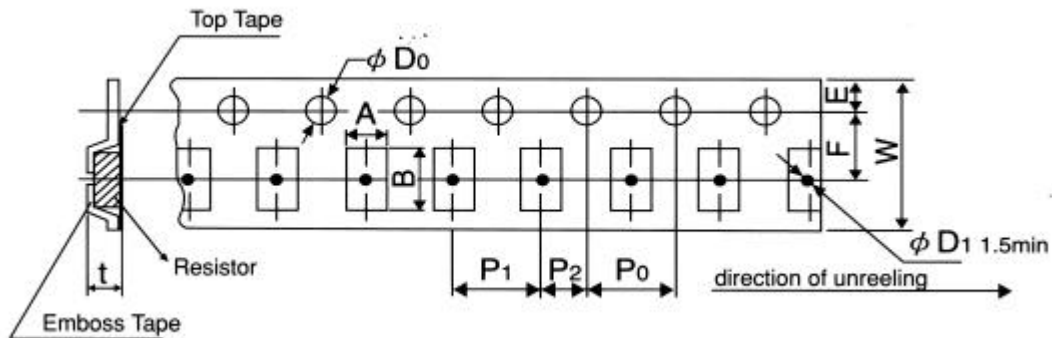 Top Tape
φ D0
A
B
E
F
W
φ D1 1.5min
P1
P2
P0
direction of unreeling
t
Resistor
Emboss Tape